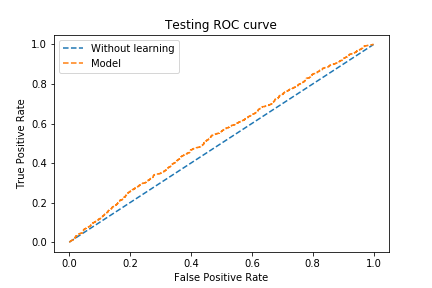 Testing ROC curve
Without learning
Model
True Positive Rate
1.0
0.8
0.6
0.4
0.2
0.0
0.0
0.2
0.4
0.6
0.8
1.0
False Positive Rate